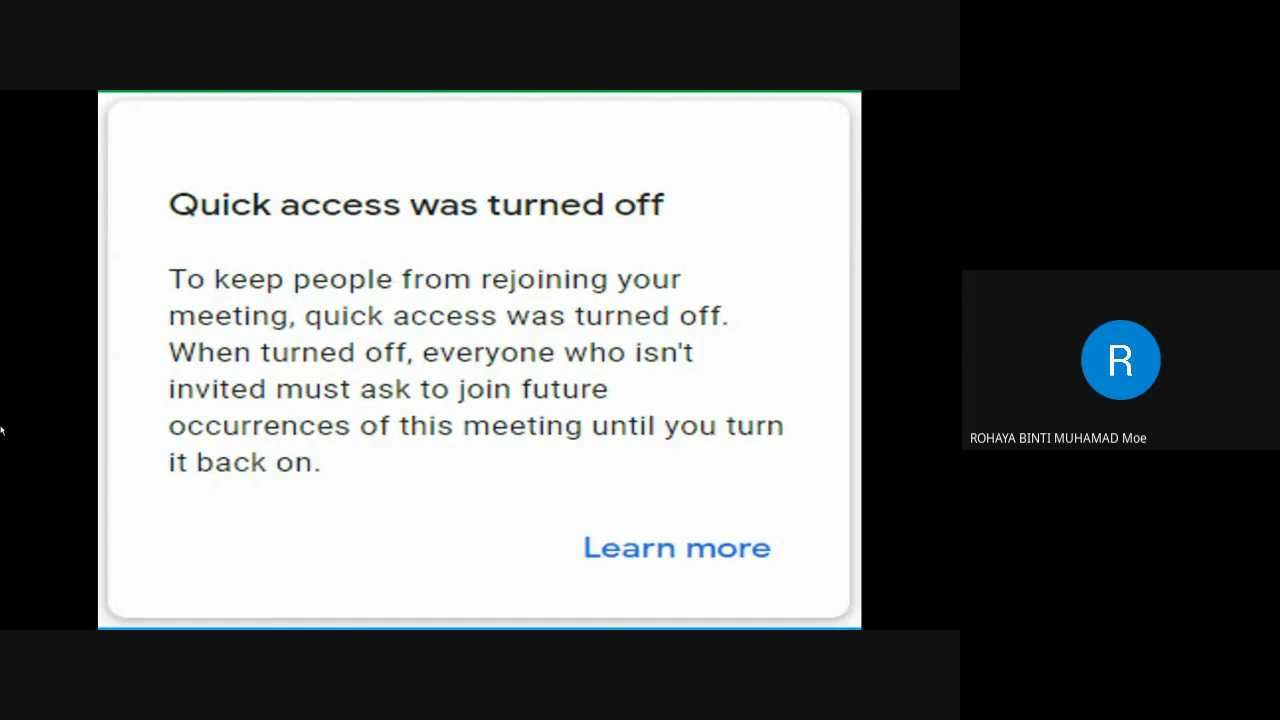 Quick access was turned off
To keep people from rejoining your
meeting, quick access was turned off.
When turned off, everyone who isn't
invited must ask to join future
occurrences of this meeting until you turn
it back on.
Learn more
R
ROHAYA BINTI MUHAMAD Moe